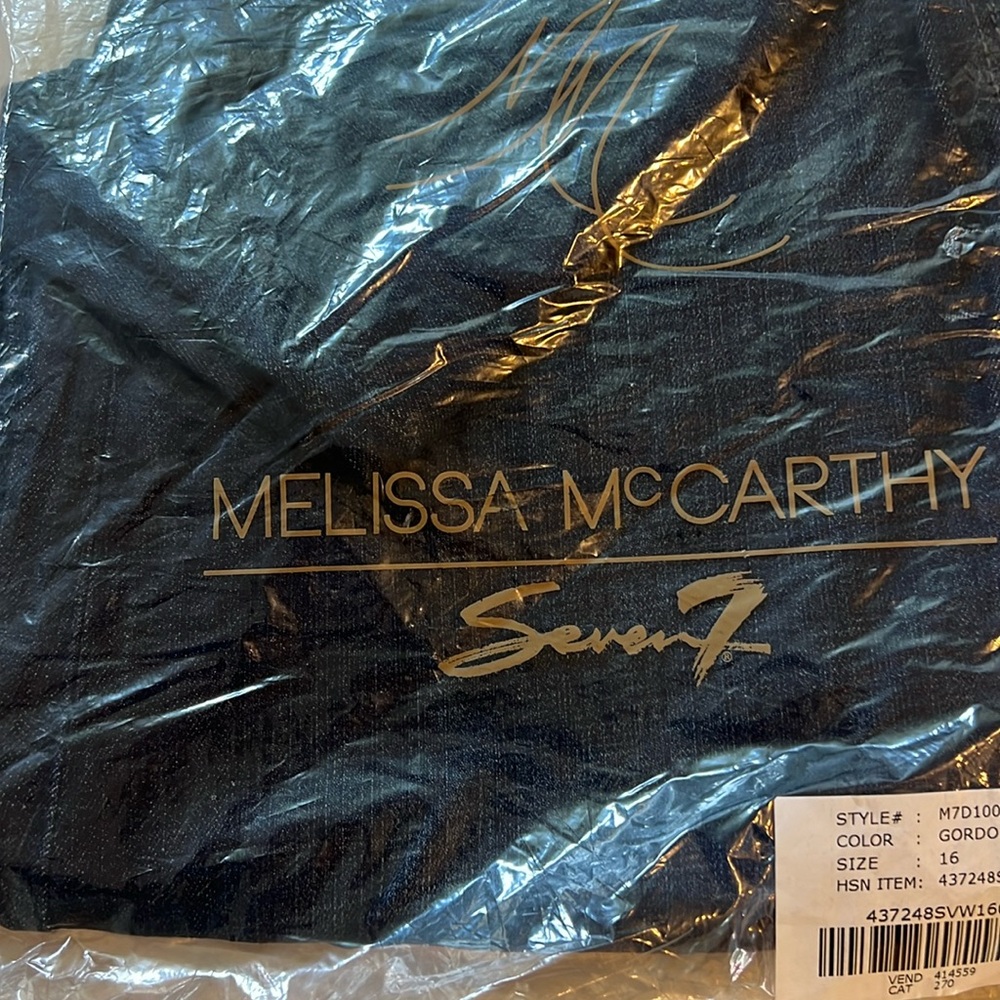 MELISSA McCARTHY
Seven7®
STYLE# : M7D100
COLOR : GORDO
SIZE : 16
HSN ITEM: 437248S
437248SVW16
VEND 414559
CAT 270